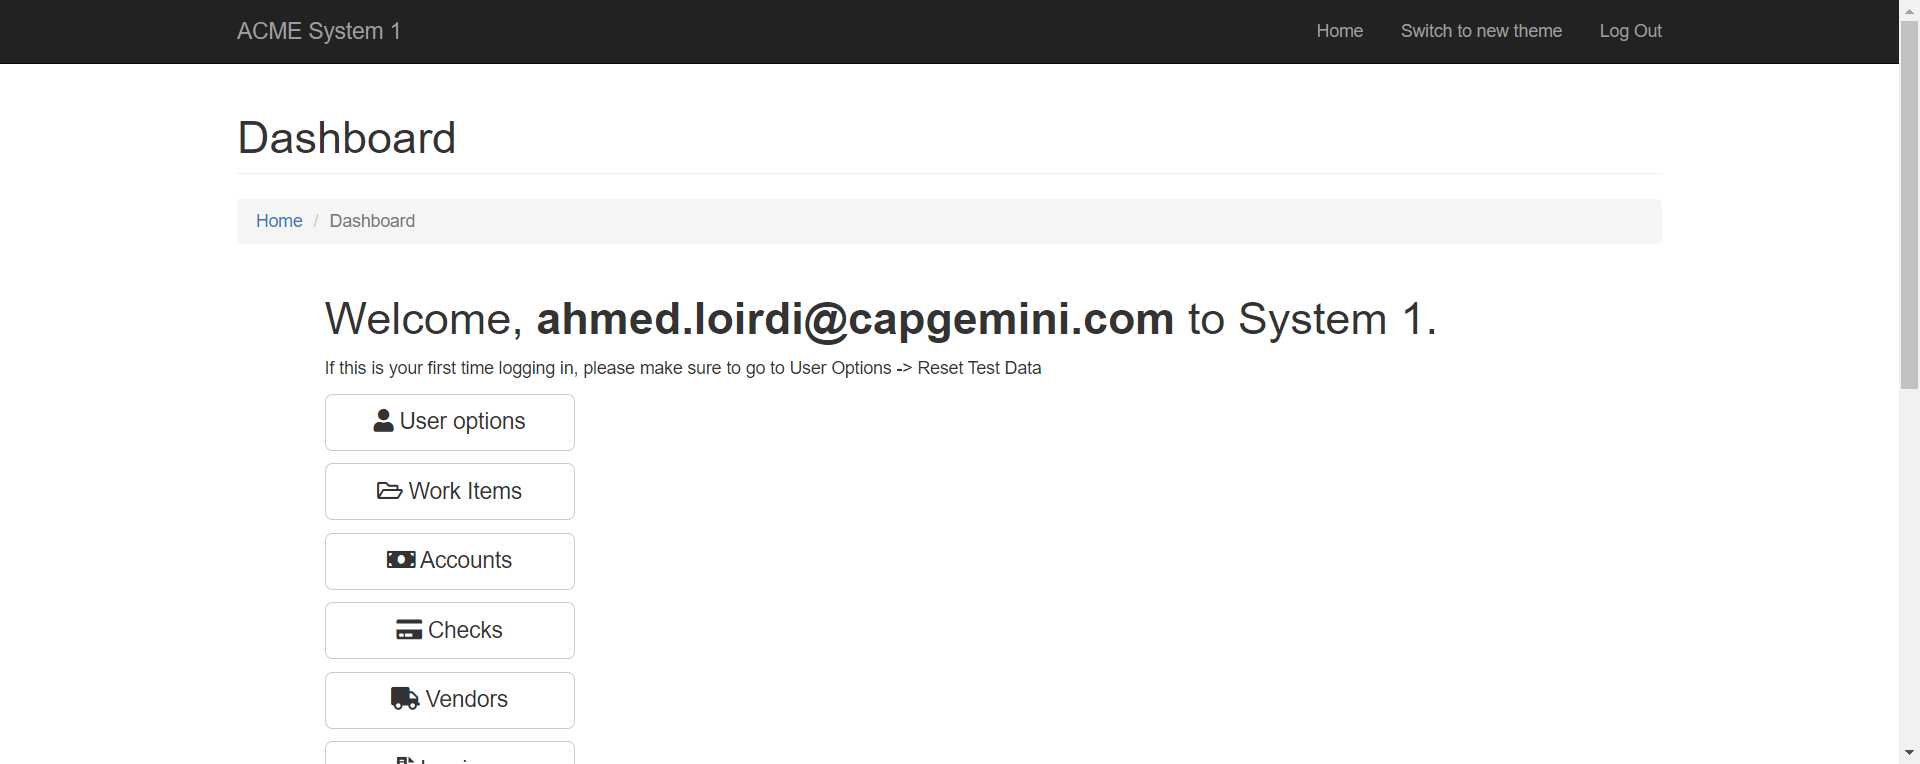 ACME System 1
Home Switch to new theme Log Out
Dashboard
Home / Dashboard
Welcome, ahmed.loirdi@capgemini.com to System 1.
If this is your first time logging in, please make sure to go to User Options -> Reset Test Data
User options
Work Items
Accounts
Checks
Vendors